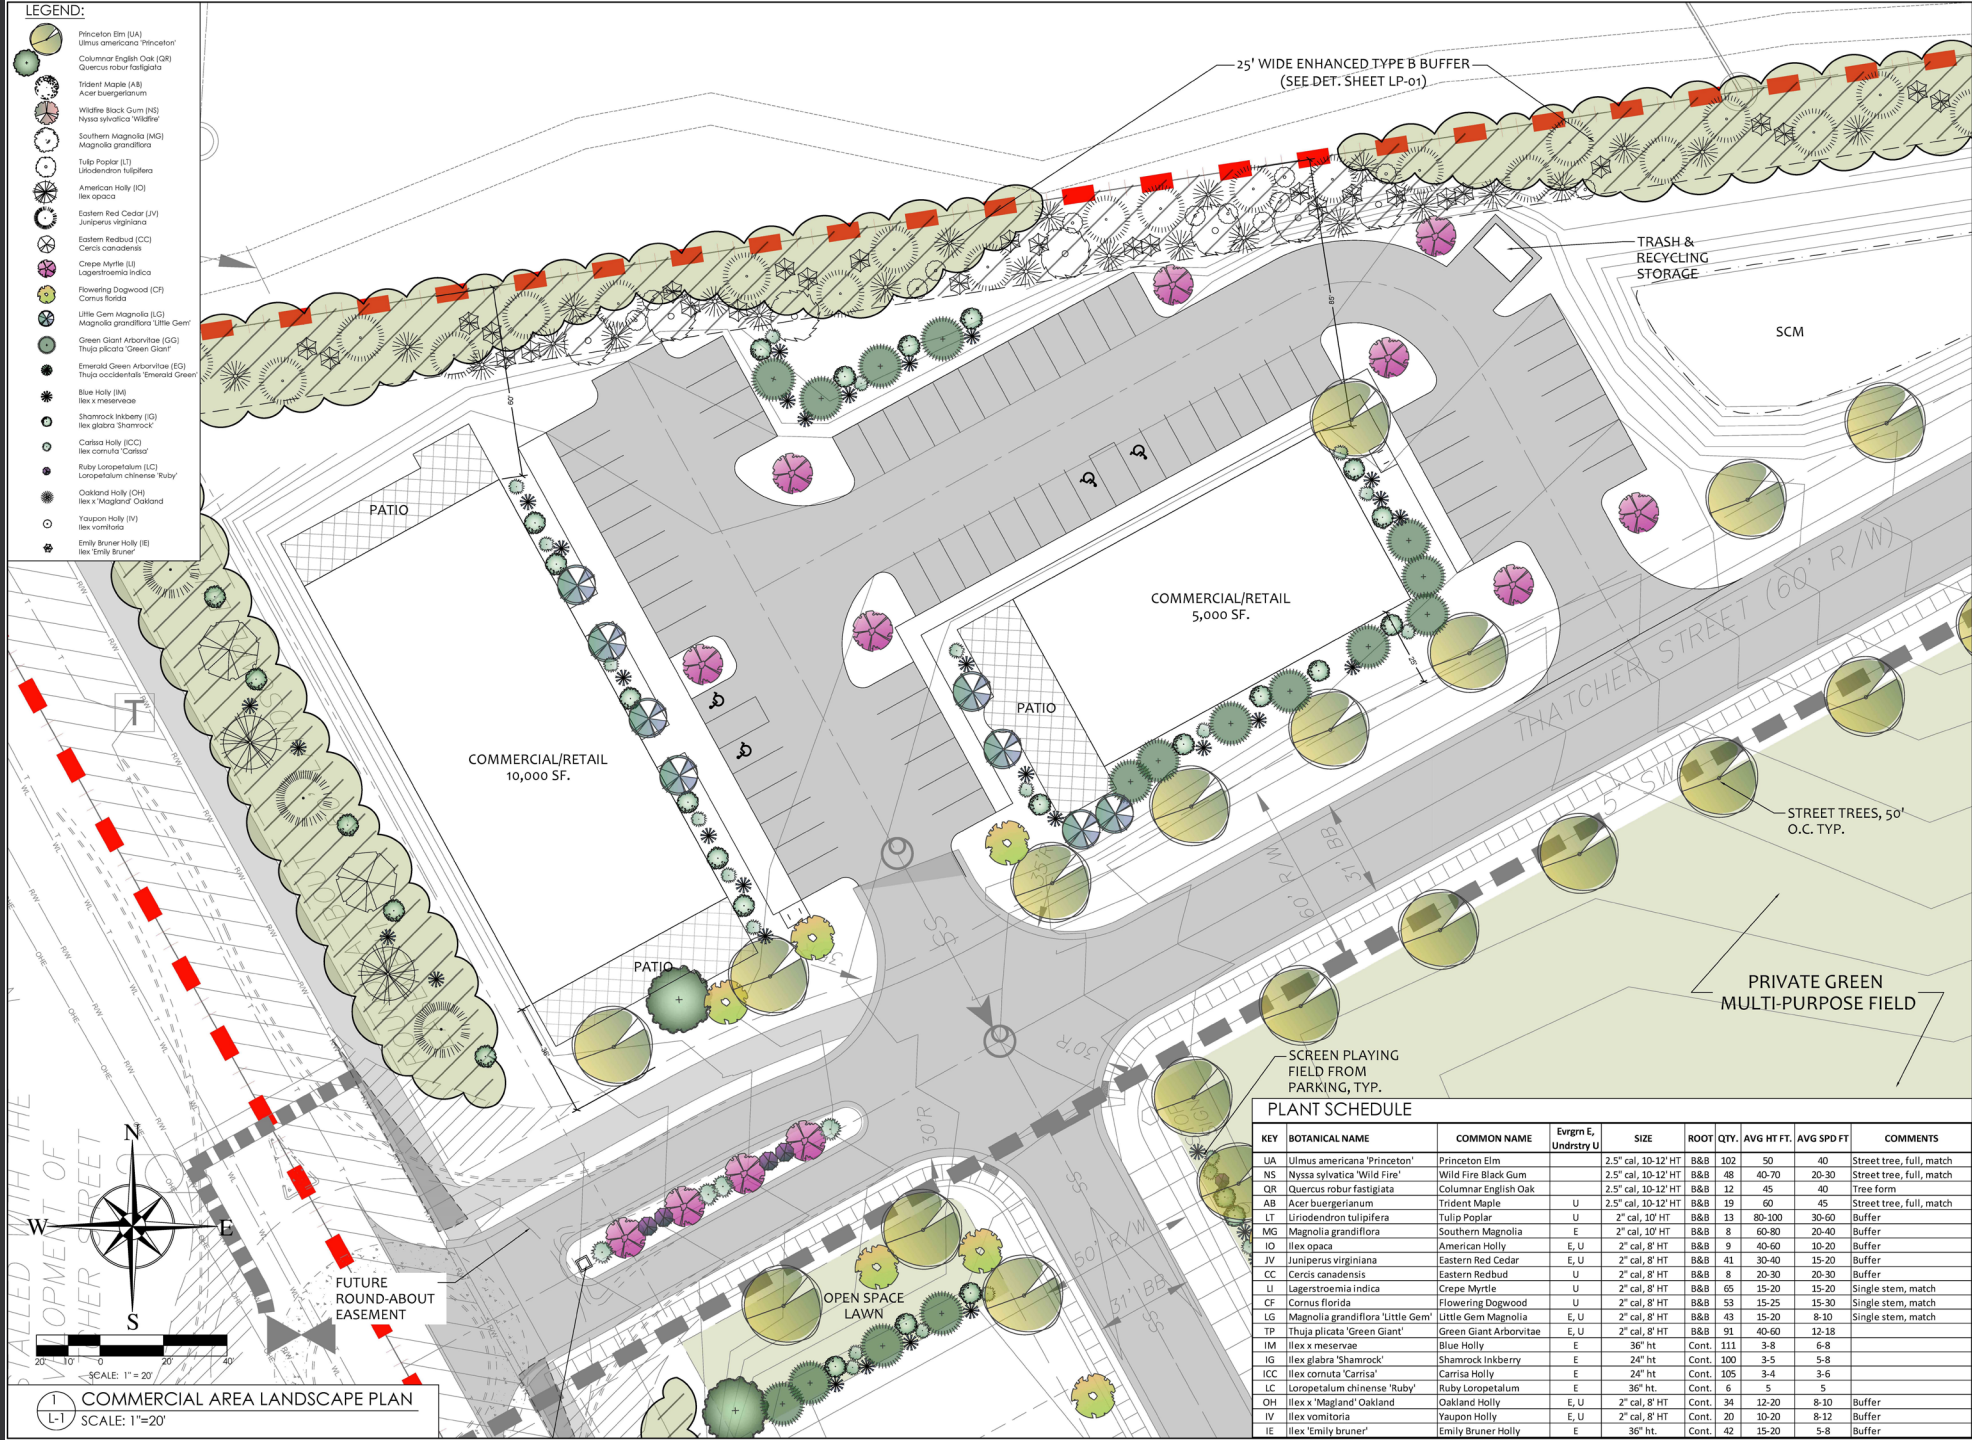 LEGEND:
Princeton Elm (UA)
Ulmus americana 'Princeton'
Columnar English Oak (QR)
Quercus robur fastigiata
Trident Maple (AB)
Acer buergerianum
Wildfire Black Gum (NS)
Nyssa sylvatica 'Wildfire'
Southern Magnolia (MG)
Magnolia grandiflora
Tulip Poplar (LT)
Liriodendron tulipifera
American Holly (IO)
Ilex opaca
Eastern Red Cedar (JV)
Juniperus virginiana
Eastern Redbud (CC)
Cercis canadensis
Crepe Myrtle (LI)
Lagerstroemia indica
Flowering Dogwood (CF)
Cornus florida
Little Gem Magnolia (LG)
Magnolia grandiflora 'Little Gem'
Green Giant Arborvitae (GG)
Thuja plicata 'Green Giant'
Emerald Green Arborvitae (EG)
Thuja occidentalis 'Emerald Green'
Blue Holly (IM)
Ilex x meserveae
Shamrock Inkberry (IG)
Ilex glabra 'Shamrock'
Carissa Holly (ICC)
Ilex cornuta 'Carissa'
Ruby Loropetalum (LC)
Loropetalum chinense 'Ruby'
Oakland Holly (OH)
Ilex x 'Magland' Oakland
Yaupon Holly (IV)
Ilex vomitoria
Emily Bruner Holly (IE)
Ilex 'Emily Bruner'
25' WIDE ENHANCED TYPE B BUFFER
(SEE DET. SHEET LP-01)
TRASH &
RECYCLING
STORAGE
SCM
85'
60'
PATIO
COMMERCIAL/RETAIL
5,000 SF.
25'
THATCHER STREET (60' R/W)
PATIO
COMMERCIAL/RETAIL
10,000 SF.
T
5' SW
STREET TREES, 50'
O.C. TYP.
35'R
60' R/W
31' BB
SS
PATIO
36'
PRIVATE GREEN
MULTI-PURPOSE FIELD
30'R
SCREEN PLAYING
FIELD FROM
PARKING, TYP.
30'R
50' R/W
31' BB
SS
SS
OPEN SPACE
LAWN
FUTURE
ROUND-ABOUT
EASEMENT
N
W E
S
20' 10' 0 20' 40'
SCALE: 1" = 20'
1
L-1
COMMERCIAL AREA LANDSCAPE PLAN
SCALE: 1"=20'
PLANT SCHEDULE
KEY BOTANICAL NAME COMMON NAME Evrgrn E, Undrstry U SIZE ROOT QTY. AVG HT FT. AVG SPD FT COMMENTS
UA Ulmus americana 'Princeton' Princeton Elm 2.5" cal, 10-12' HT B&B 102 50 40 Street tree, full, match
NS Nyssa sylvatica 'Wild Fire' Wild Fire Black Gum 2.5" cal, 10-12' HT B&B 48 40-70 20-30 Street tree, full, match
QR Quercus robur fastigiata Columnar English Oak 2.5" cal, 10-12' HT B&B 12 45 40 Tree form
AB Acer buergerianum Trident Maple U 2.5" cal, 10-12' HT B&B 19 60 45 Street tree, full, match
LT Liriodendron tulipifera Tulip Poplar U 2" cal, 10' HT B&B 13 80-100 30-60 Buffer
MG Magnolia grandiflora Southern Magnolia E 2" cal, 10' HT B&B 8 60-80 20-40 Buffer
IO Ilex opaca American Holly E, U 2" cal, 8' HT B&B 9 40-60 10-20 Buffer
JV Juniperus virginiana Eastern Red Cedar E, U 2" cal, 8' HT B&B 41 30-40 15-20 Buffer
CC Cercis canadensis Eastern Redbud U 2" cal, 8' HT B&B 8 20-30 20-30 Buffer
LI Lagerstroemia indica Crepe Myrtle U 2" cal, 8' HT B&B 65 15-20 15-20 Single stem, match
CF Cornus florida Flowering Dogwood U 2" cal, 8' HT B&B 53 15-25 15-30 Single stem, match
LG Magnolia grandiflora 'Little Gem' Little Gem Magnolia E, U 2" cal, 8' HT B&B 43 15-20 8-10 Single stem, match
TP Thuja plicata 'Green Giant' Green Giant Arborvitae E, U 2" cal, 8' HT B&B 91 40-60 12-18
IM Ilex x meservae Blue Holly E 36" ht Cont. 111 3-8 6-8
IG Ilex glabra 'Shamrock' Shamrock Inkberry E 24" ht Cont. 100 3-5 5-8
ICC Ilex cornuta 'Carrisa' Carrisa Holly E 24" ht Cont. 105 3-4 3-6
LC Loropetalum chinense 'Ruby' Ruby Loropetalum E 36" ht. Cont. 6 5 5
OH Ilex x 'Magland' Oakland Oakland Holly E, U 2" cal, 8' HT Cont. 34 12-20 8-10 Buffer
IV Ilex vomitoria Yaupon Holly E, U 2" cal, 8' HT Cont. 20 10-20 8-12 Buffer
IE Ilex 'Emily bruner' Emily Bruner Holly E 36" ht. Cont. 42 15-20 5-8 Buffer